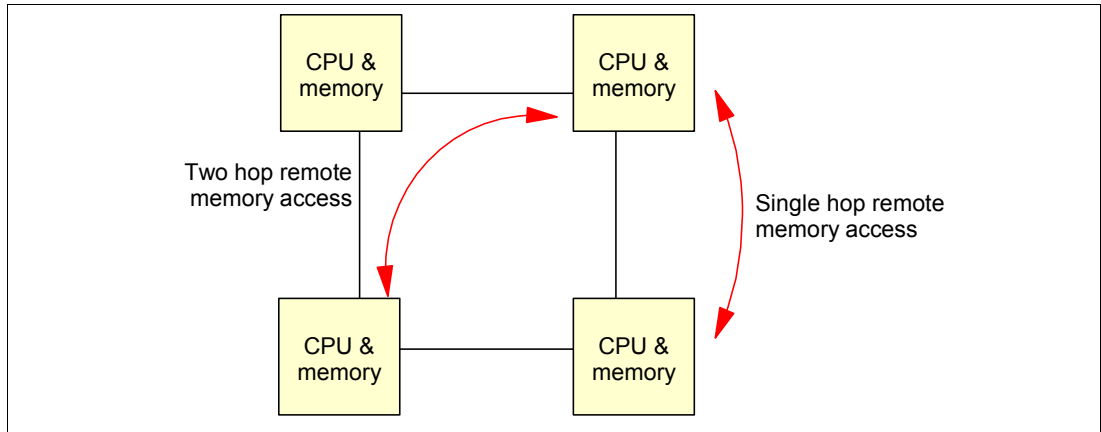 CPU &
memory
CPU &
memory
Two hop remote
memory access
Single hop remote
memory access
CPU &
memory
CPU &
memory